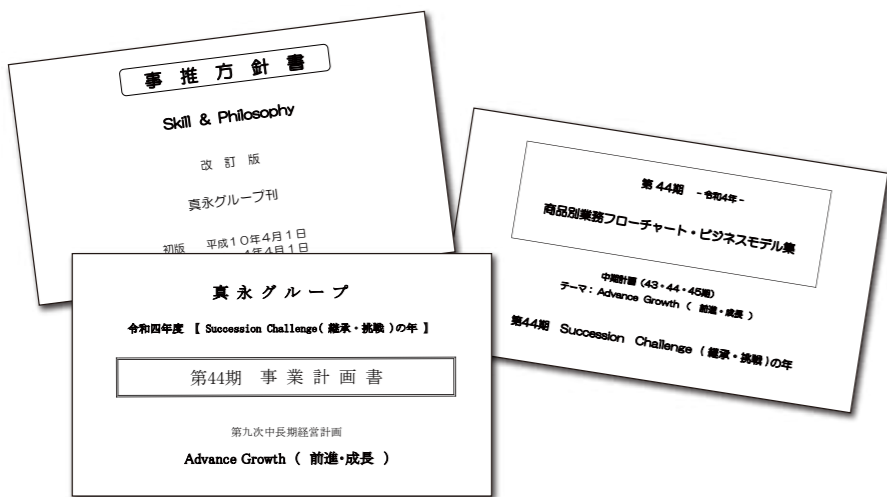 事 推 方 針 書
Skill & Philosophy
改 訂 版
真永グループ刊
初版　平成10年4月1日
4年4月1日
真 永 グ ル ー プ
令和四年度 【 Succession Challenge( 継承・挑戦 )の年 】
第44期　事 業 計 画 書
第九次中長期経営計画
Advance Growth ( 前進・成長 )
第 44期　- 令和4年 -
商品別業務フローチャート・ビジネスモデル集
中期計画（43・44・45期）
テーマ : Advance Growth ( 前進・成長 )
第44期　Succession　Challenge ( 継承・挑戦 )の年